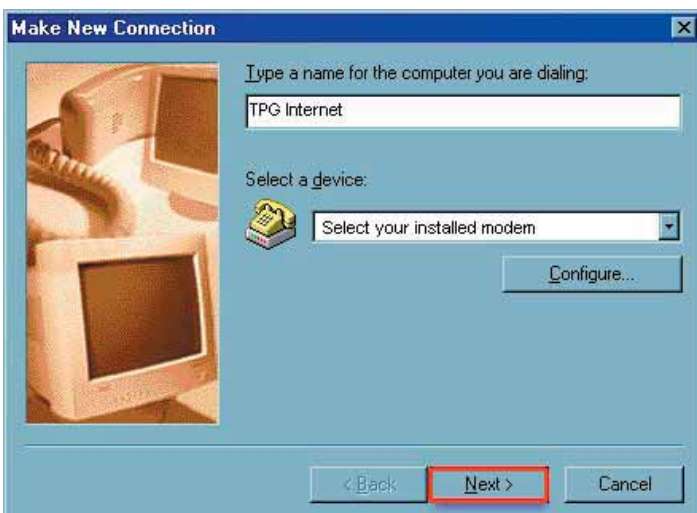 Make New Connection
Type a name for the computer you are dialing:
TPG Internet
Select a device:
Select your installed modem
Configure...
< Back
Next >
Cancel